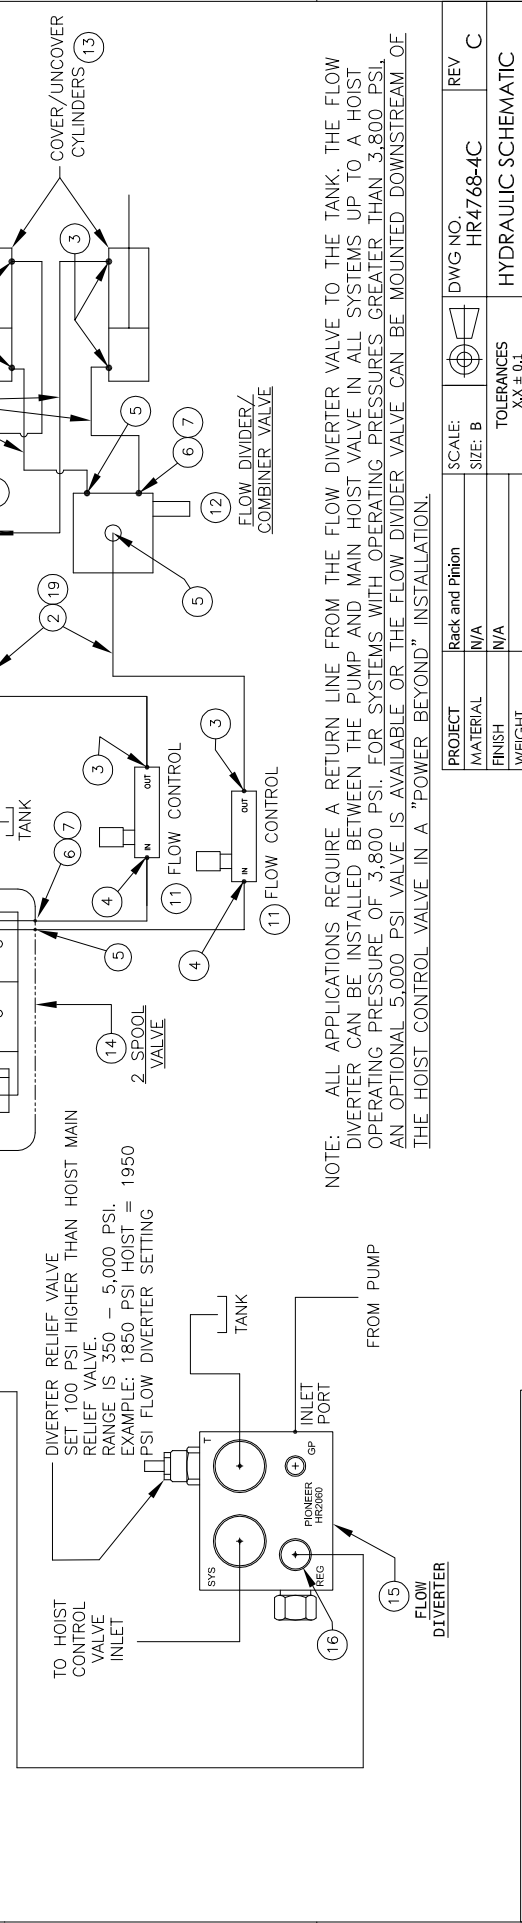 COVER/UNCOVER
CYLINDERS
13
3
5
6
7
12
FLOW DIVIDER/
COMBINER VALVE
5
2
19
TANK
3
OUT
IN
11
FLOW CONTROL
4
3
OUT
IN
11
FLOW CONTROL
4
6
7
5
14
2 SPOOL
VALVE
DIVERTER RELIEF VALVE
SET 100 PSI HIGHER THAN HOIST MAIN
RELIEF VALVE.
RANGE IS 350 – 5,000 PSI.
EXAMPLE: 1850 PSI HOIST = 1950
PSI FLOW DIVERTER SETTING
TO HOIST
CONTROL
VALVE
INLET
TANK
T
SYS
GP
REG
PIONEER
HR2060
INLET
PORT
FROM PUMP
16
15
FLOW
DIVERTER
NOTE: ALL APPLICATIONS REQUIRE A RETURN LINE FROM THE FLOW DIVERTER VALVE TO THE TANK. THE FLOW
DIVERTER CAN BE INSTALLED BETWEEN THE PUMP AND MAIN HOIST VALVE IN ALL SYSTEMS UP TO A HOIST
OPERATING PRESSURE OF 3,800 PSI. FOR SYSTEMS WITH OPERATING PRESSURES GREATER THAN 3,800 PSI,
AN OPTIONAL 5,000 PSI VALVE IS AVAILABLE OR THE FLOW DIVIDER VALVE CAN BE MOUNTED DOWNSTREAM OF
THE HOIST CONTROL VALVE IN A "POWER BEYOND" INSTALLATION.
PROJECT Rack and Pinion
MATERIAL N/A
FINISH N/A
WEIGHT
SCALE:
SIZE: B
TOLERANCES
X.X ± 0.1
DWG NO.
HR4768-4C
REV
C
HYDRAULIC SCHEMATIC